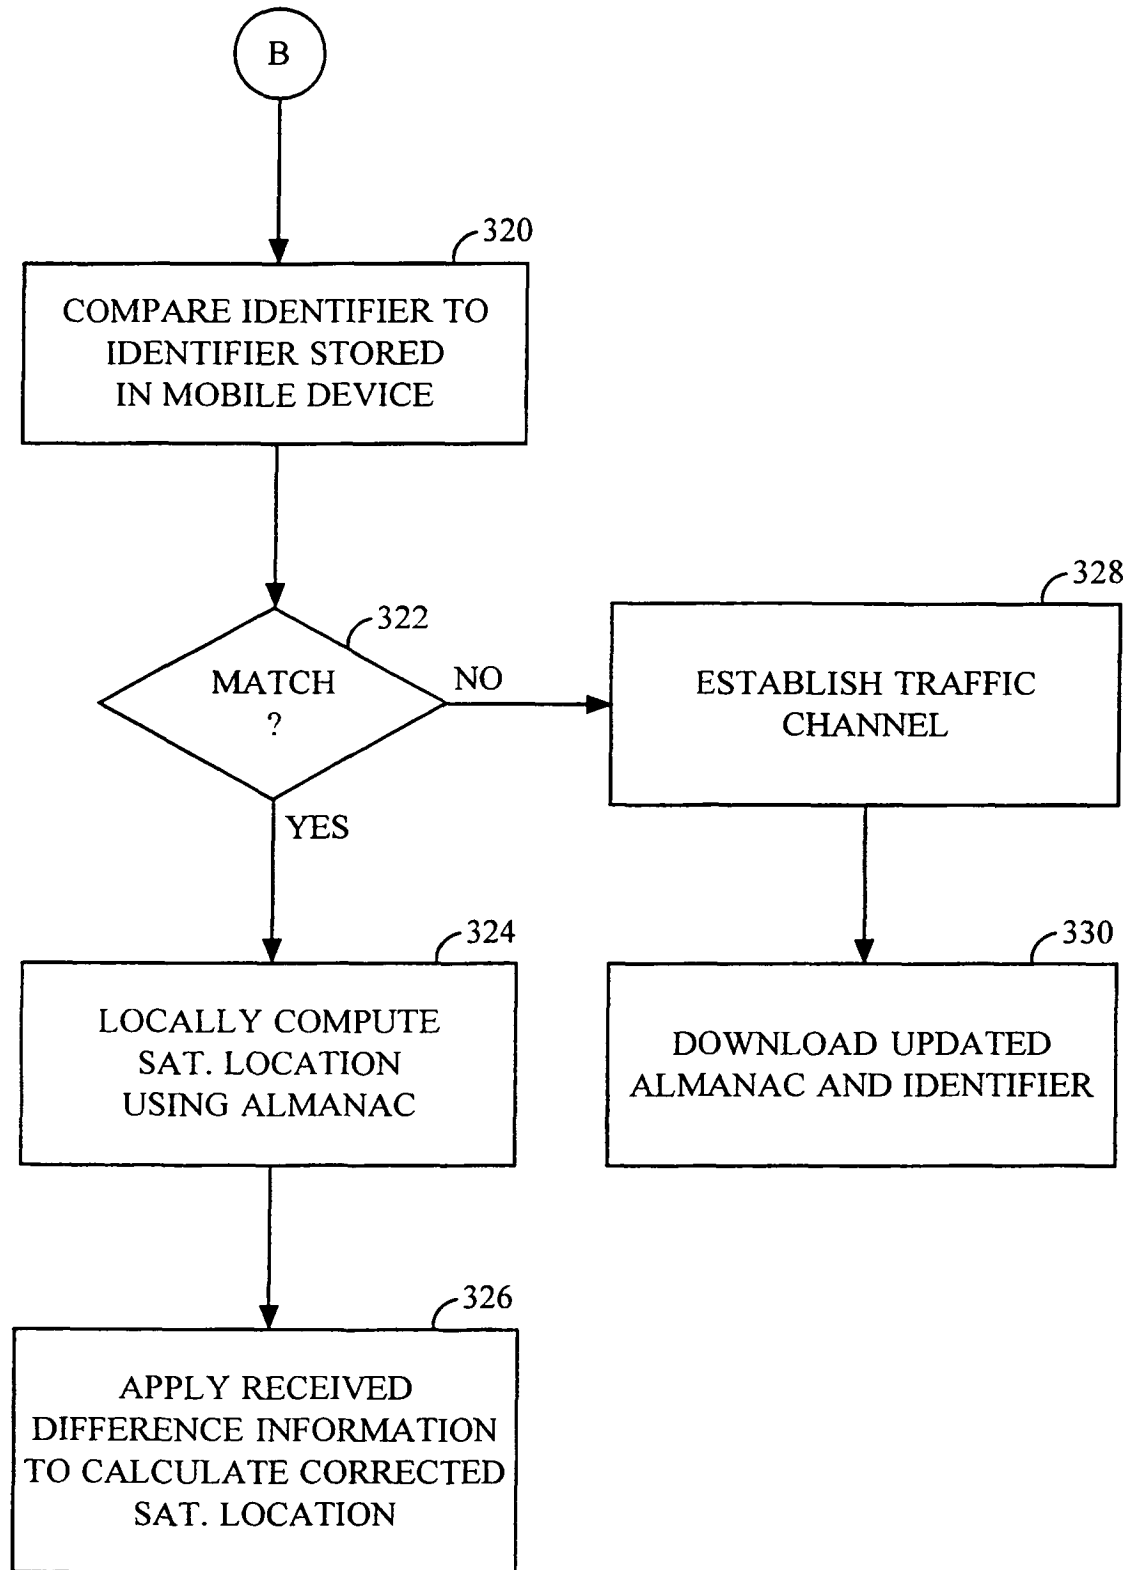 B
320
COMPARE IDENTIFIER TO
IDENTIFIER STORED
IN MOBILE DEVICE
322
MATCH
?
NO
YES
328
ESTABLISH TRAFFIC
CHANNEL
324
LOCALLY COMPUTE
SAT. LOCATION
USING ALMANAC
330
DOWNLOAD UPDATED
ALMANAC AND IDENTIFIER
326
APPLY RECEIVED
DIFFERENCE INFORMATION
TO CALCULATE CORRECTED
SAT. LOCATION